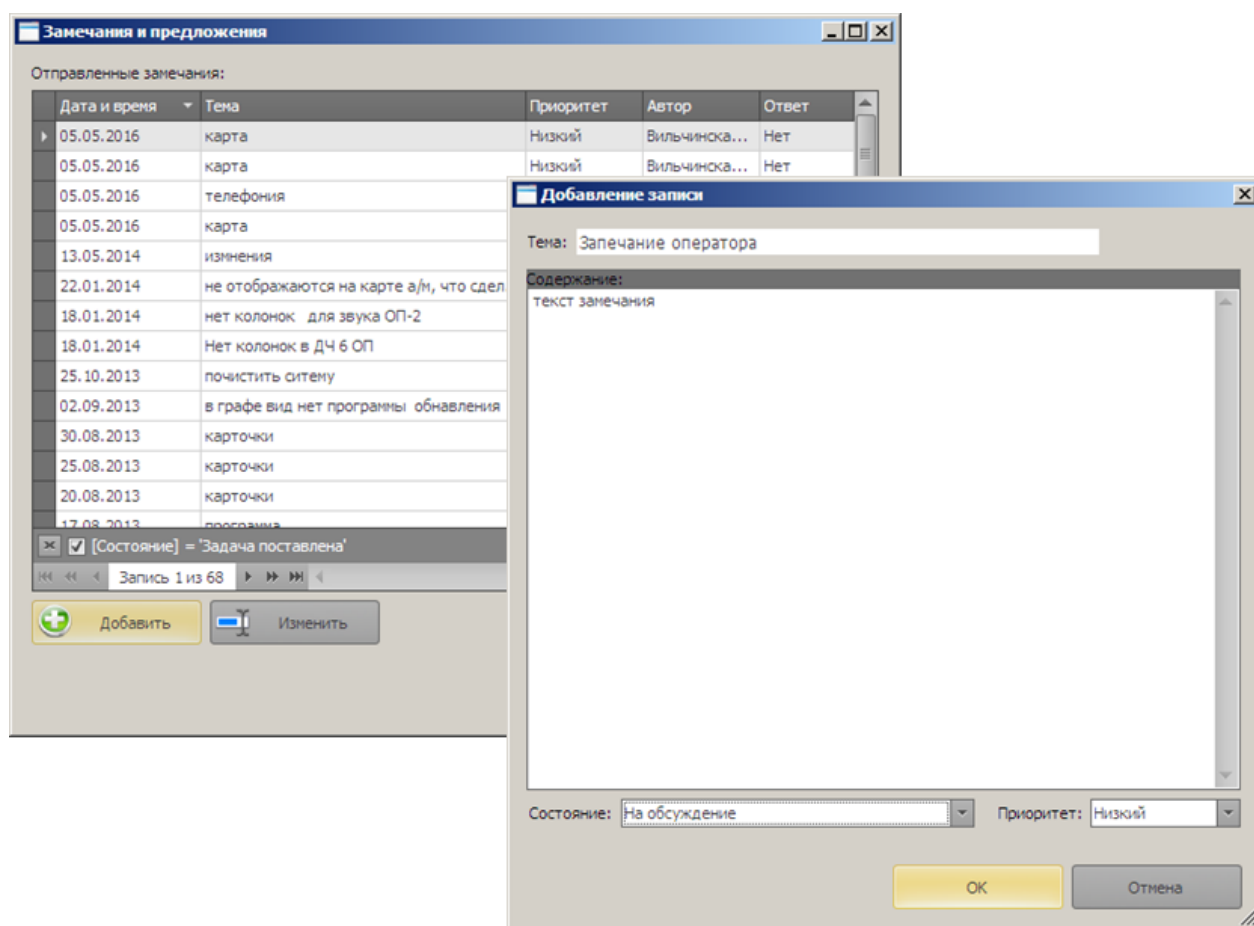 Замечания и предложения
Отправленные замечания:
Дата и время Тема Приоритет Автор Ответ
05.05.2016 карта Низкий Вильчинска... Нет
05.05.2016 карта Низкий Вильчинска... Нет
05.05.2016 телефония
05.05.2016 карта
13.05.2014 измнения
22.01.2014 не отображаются на карте а/м, что сдел
18.01.2014 нет колонок для звука ОП-2
18.01.2014 Нет колонок в ДЧ 6 ОП
25.10.2013 почистить ситему
02.09.2013 в графе вид нет программы обнавления
30.08.2013 карточки
25.08.2013 карточки
20.08.2013 карточки
17.08.2013 программа
[Состояние] = 'Задача поставлена'
Запись 1 из 68
Добавить Изменить
Добавление записи
Тема: Запечание оператора
Содержание:
текст замечания
Состояние: На обсуждение Приоритет: Низкий
OK Отмена